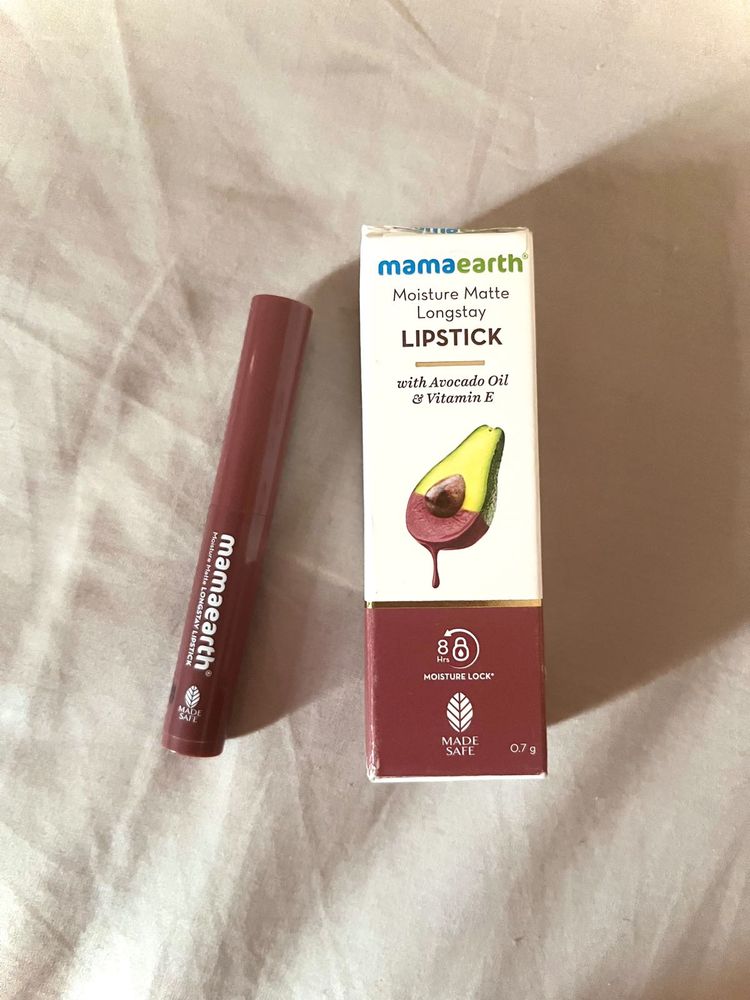 mamaearth®
Moisture Matte
Longstay
LIPSTICK
with Avocado Oil
& Vitamin E
8
Hrs
MOISTURE LOCK®
MADE
SAFE
0.7 g
mamaearth®
Moisture Matte LONGSTAY LIPSTICK
MADE
SAFE